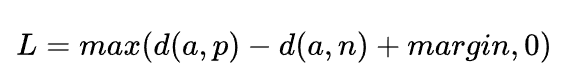 L = max(d(a, p) − d(a, n) + margin, 0)